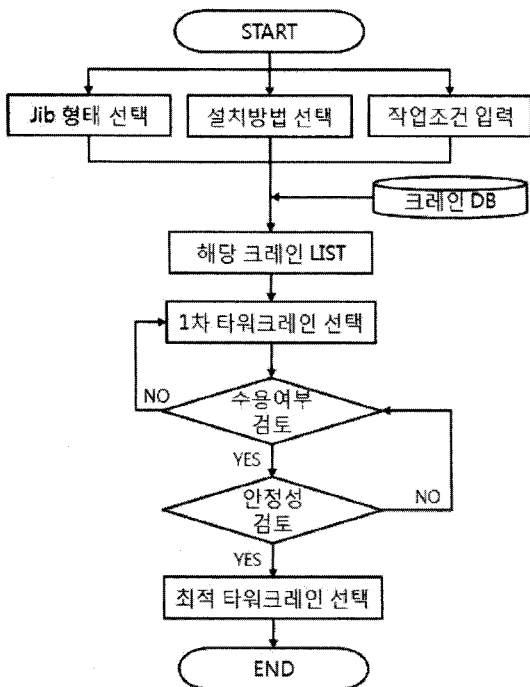 START
Jib 형태 선택
설치방법 선택
작업조건 입력
크레인 DB
해당 크레인 LIST
1차 타워크레인 선택
수용여부
검토
NO
YES
안정성
검토
NO
YES
최적 타워크레인 선택
END